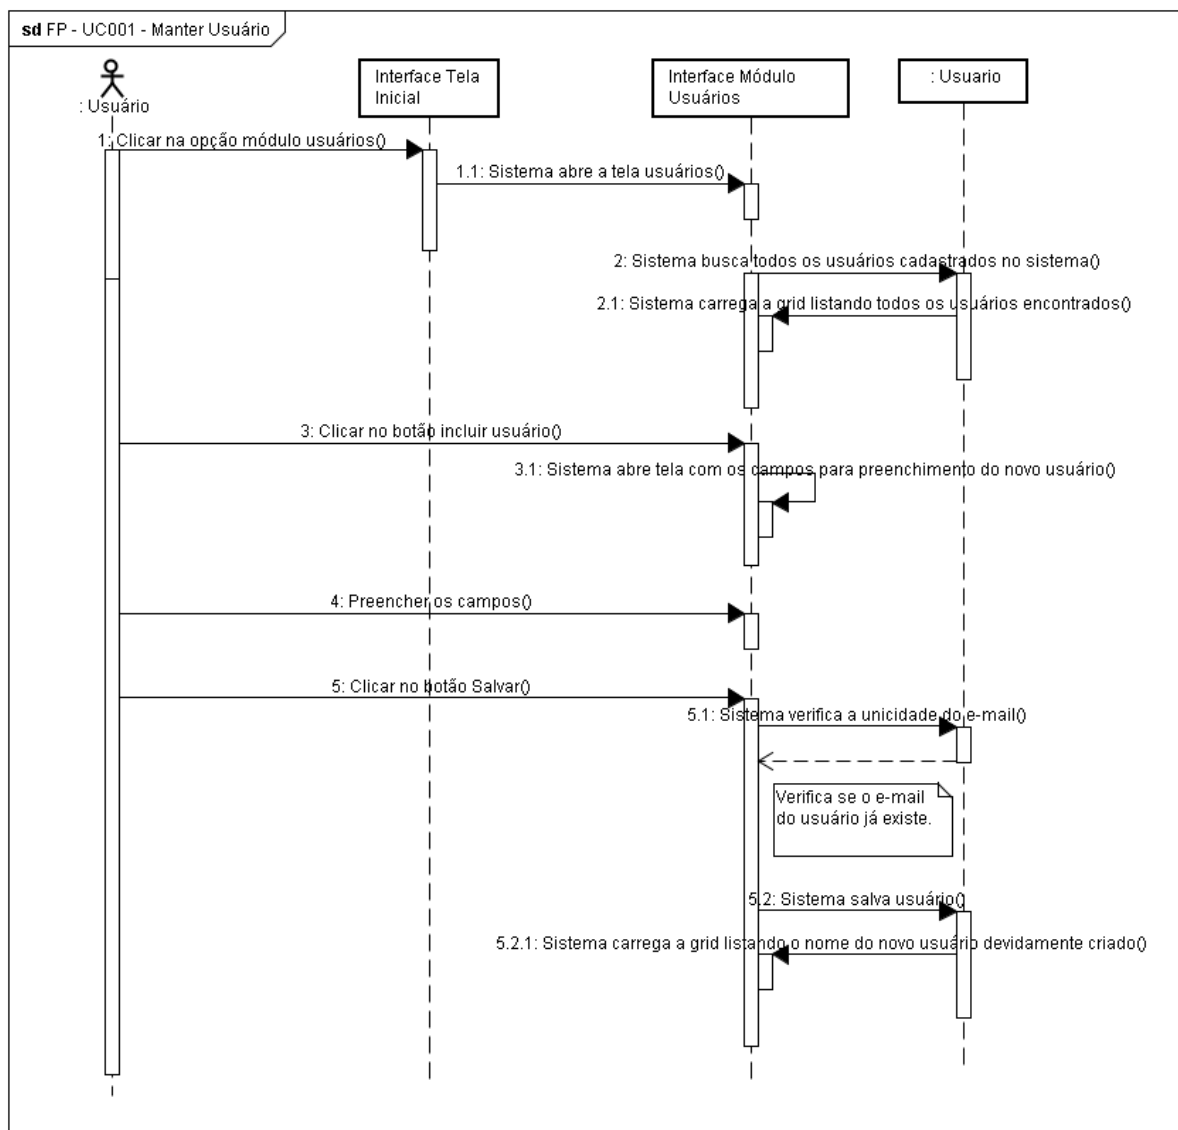 sd FP - UC001 - Manter Usuário
: Usuário
Interface Tela
Inicial
Interface Módulo
Usuários
: Usuario
1: Clicar na opção módulo usuários()
1.1: Sistema abre a tela usuários()
2: Sistema busca todos os usuários cadastrados no sistema()
2.1: Sistema carrega a grid listando todos os usuários encontrados()
3: Clicar no botão incluir usuário()
3.1: Sistema abre tela com os campos para preenchimento do novo usuário()
4: Preencher os campos()
5: Clicar no botão Salvar()
5.1: Sistema verifica a unicidade do e-mail()
Verifica se o e-mail
do usuário já existe.
5.2: Sistema salva usuário()
5.2.1: Sistema carrega a grid listando o nome do novo usuário devidamente criado()